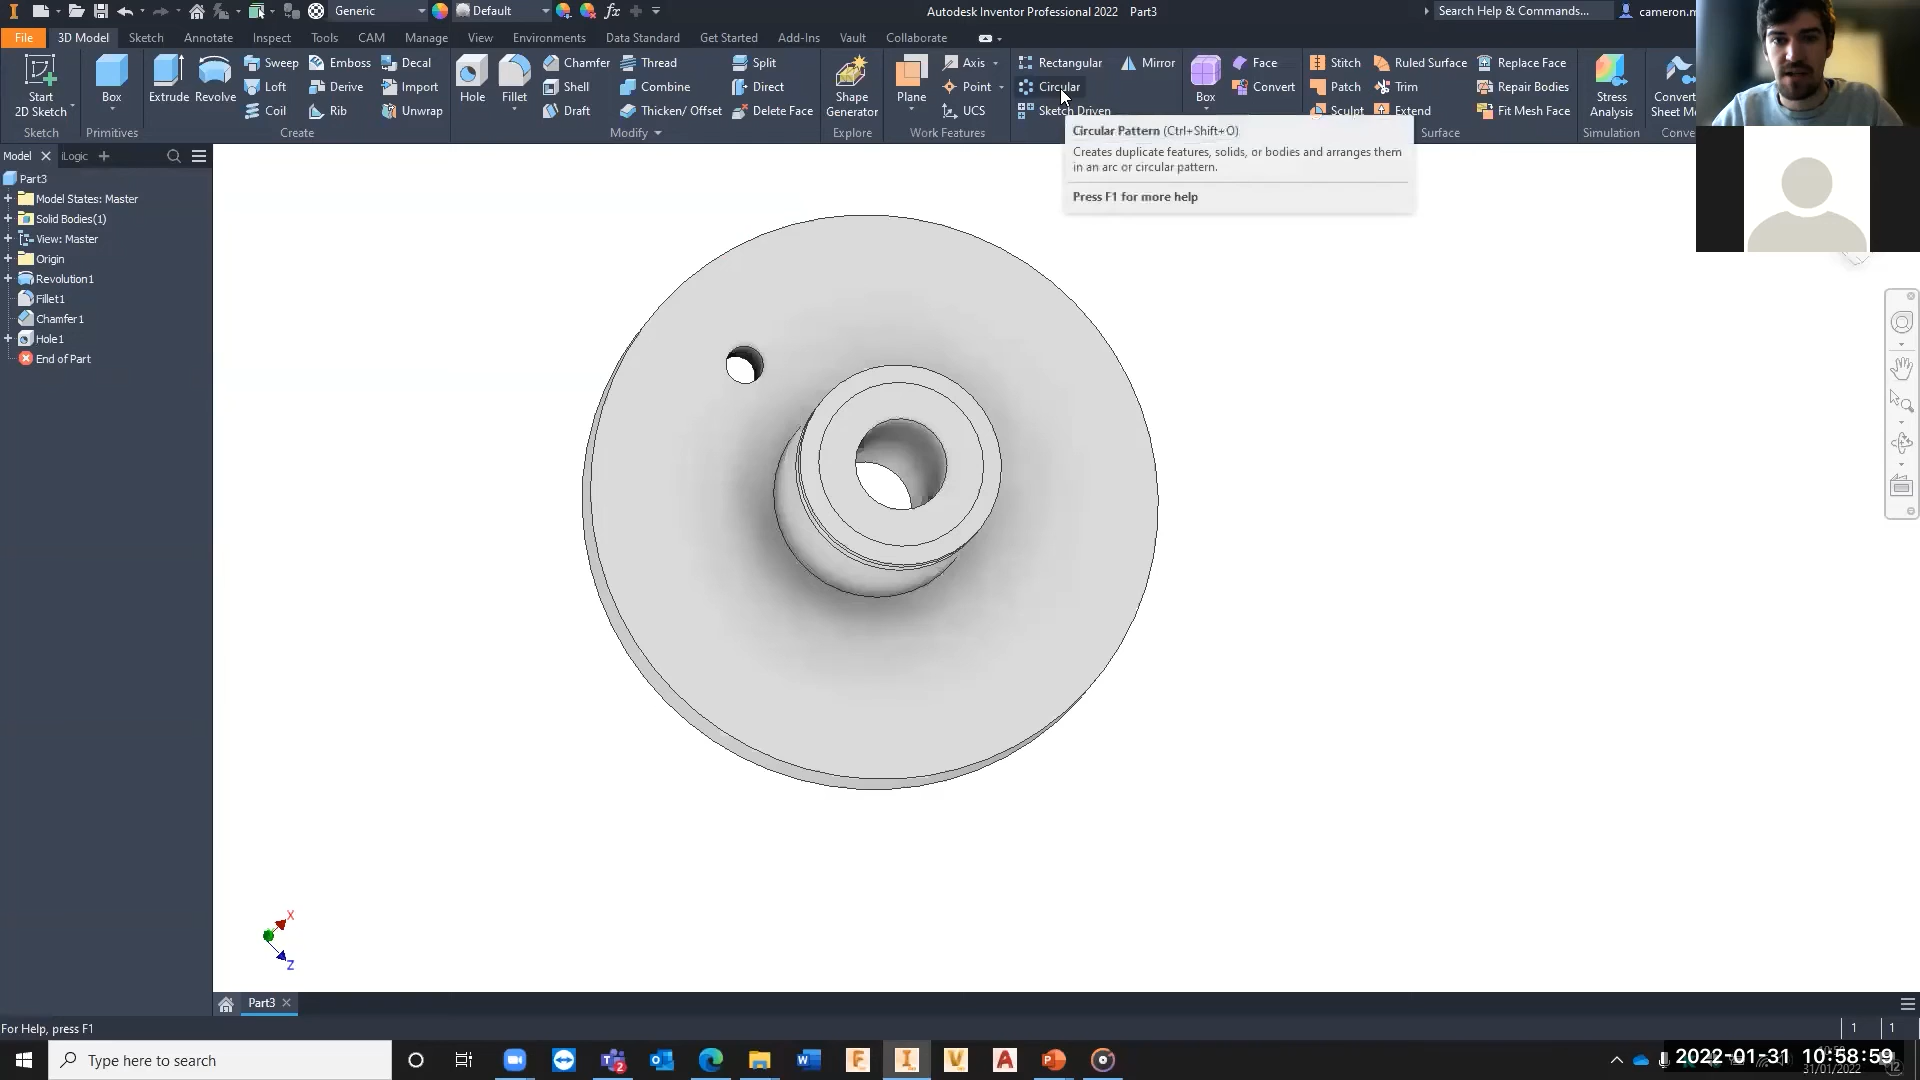 Generic
Default
fx
Autodesk Inventor Professional 2022 Part3
Search Help & Commands...
cameron.m
File 3D Model Sketch Annotate Inspect Tools CAM Manage View Environments Data Standard Get Started Add-Ins Vault Collaborate
Start
2D Sketch
Box
Extrude
Revolve
Sweep
Loft
Coil
Emboss
Derive
Rib
Decal
Import
Unwrap
Hole
Fillet
Chamfer
Shell
Draft
Thread
Combine
Thicken/ Offset
Split
Direct
Delete Face
Shape
Generator
Plane
Axis
Point
UCS
Rectangular
Circular
Sketch Driven
Mirror
Box
Face
Convert
Stitch
Patch
Sculpt
Ruled Surface
Trim
Extend
Replace Face
Repair Bodies
Fit Mesh Face
Stress
Analysis
Convert
Sheet Me
Sketch
Primitives
Create
Modify
Explore
Work Features
Surface
Simulation
Conv
Circular Pattern (Ctrl+Shift+O)
Creates duplicate features, solids, or bodies and arranges them
in an arc or circular pattern.
Press F1 for more help
Model
iLogic
Part3
Model States: Master
Solid Bodies(1)
View: Master
Origin
Revolution1
Fillet1
Chamfer1
Hole1
End of Part
X
Z
Part3
For Help, press F1
1 1
Type here to search
2022-01-31 10:58:59
31/01/2022